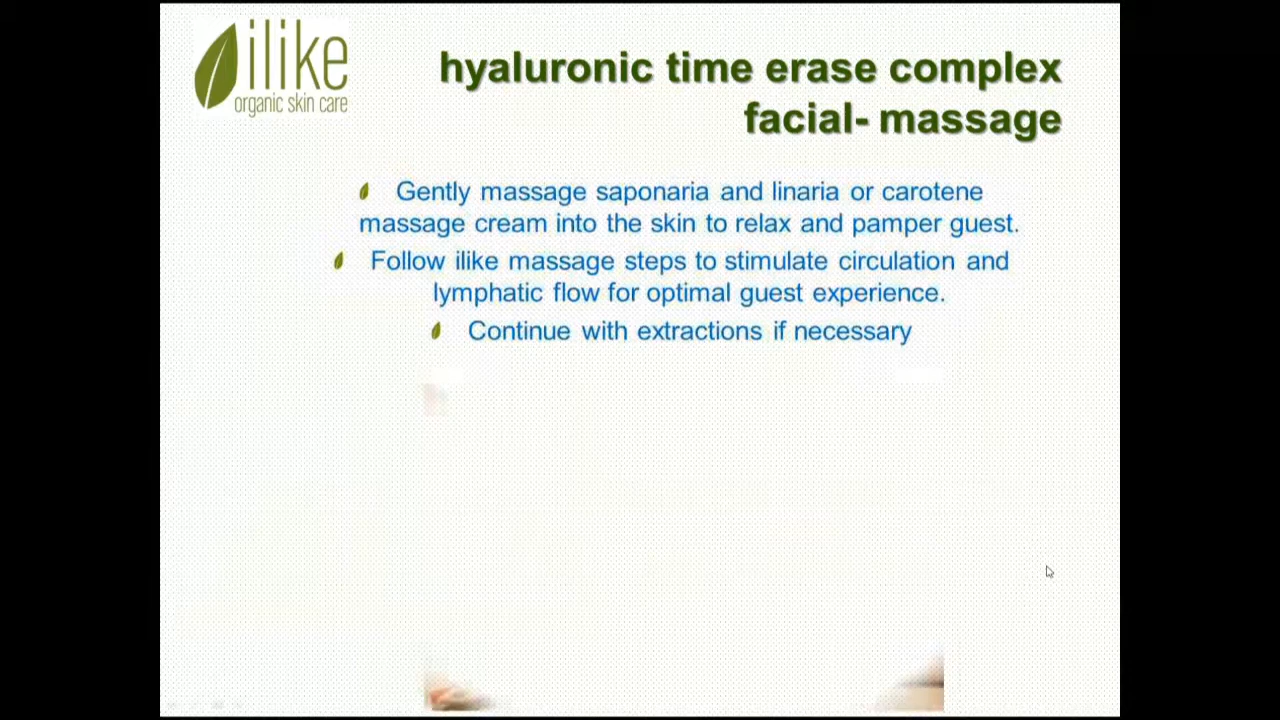 ilike
organic skin care
hyaluronic time erase complex
facial- massage
Gently massage saponaria and linaria or carotene
massage cream into the skin to relax and pamper guest.
Follow ilike massage steps to stimulate circulation and
lymphatic flow for optimal guest experience.
Continue with extractions if necessary